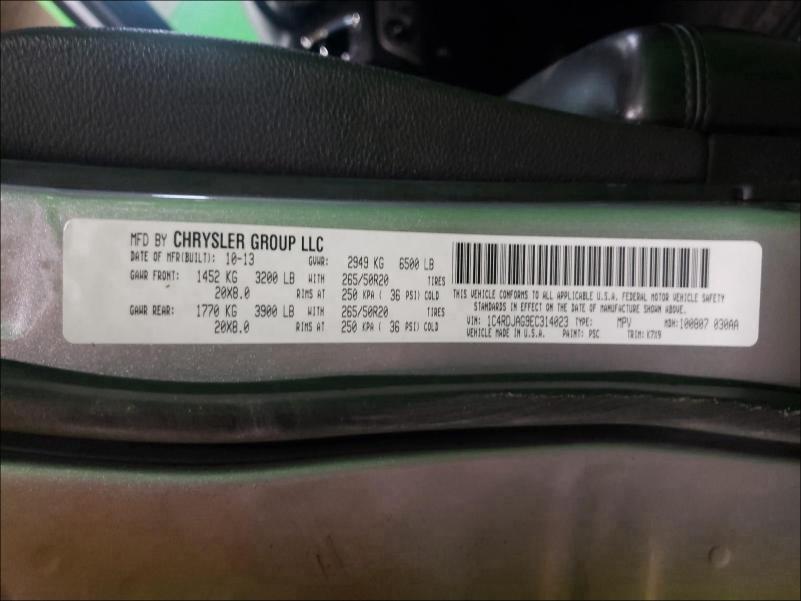 MFD BY CHRYSLER GROUP LLC
DATE OF MFR(BUILT): 10-13 GVWR: 2949 KG 6500 LB
GAWR FRONT: 1452 KG 3200 LB WITH 265/50R20 TIRES
20X8.0 RIMS AT 250 KPA ( 36 PSI) COLD
GAWR REAR: 1770 KG 3900 LB WITH 265/50R20 TIRES
20X8.0 RIMS AT 250 KPA ( 36 PSI) COLD
THIS VEHICLE CONFORMS TO ALL APPLICABLE U.S.A. FEDERAL MOTOR VEHICLE SAFETY
STANDARDS IN EFFECT ON THE DATE OF MANUFACTURE SHOWN ABOVE.
VIN: 1C4RDJAG9EC314023 TYPE: MPV MDH: 100807 030AA
VEHICLE MADE IN U.S.A. PAINT: PSC TRIM: K7X9